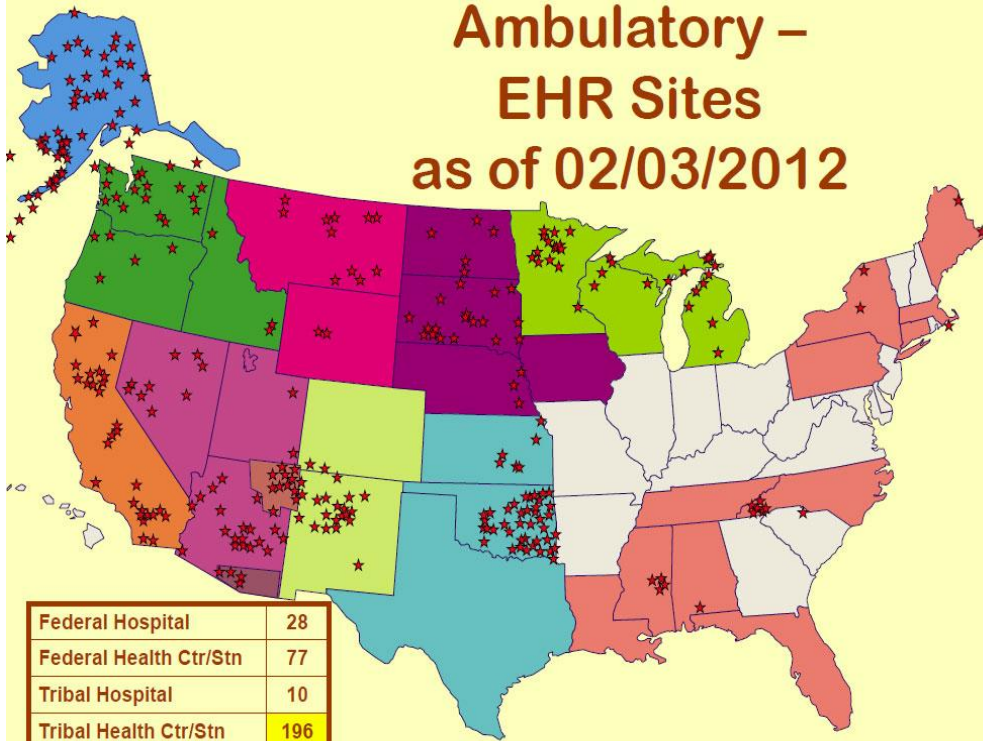 Ambulatory –
EHR Sites
as of 02/03/2012
Federal Hospital 28
Federal Health Ctr/Stn 77
Tribal Hospital 10
Tribal Health Ctr/Stn 196